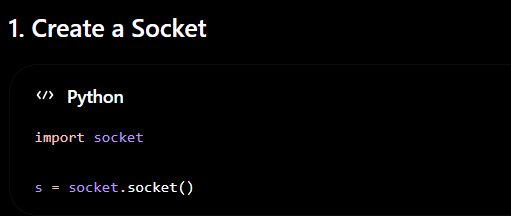 1. Create a Socket
</> Python
import socket
s = socket.socket()